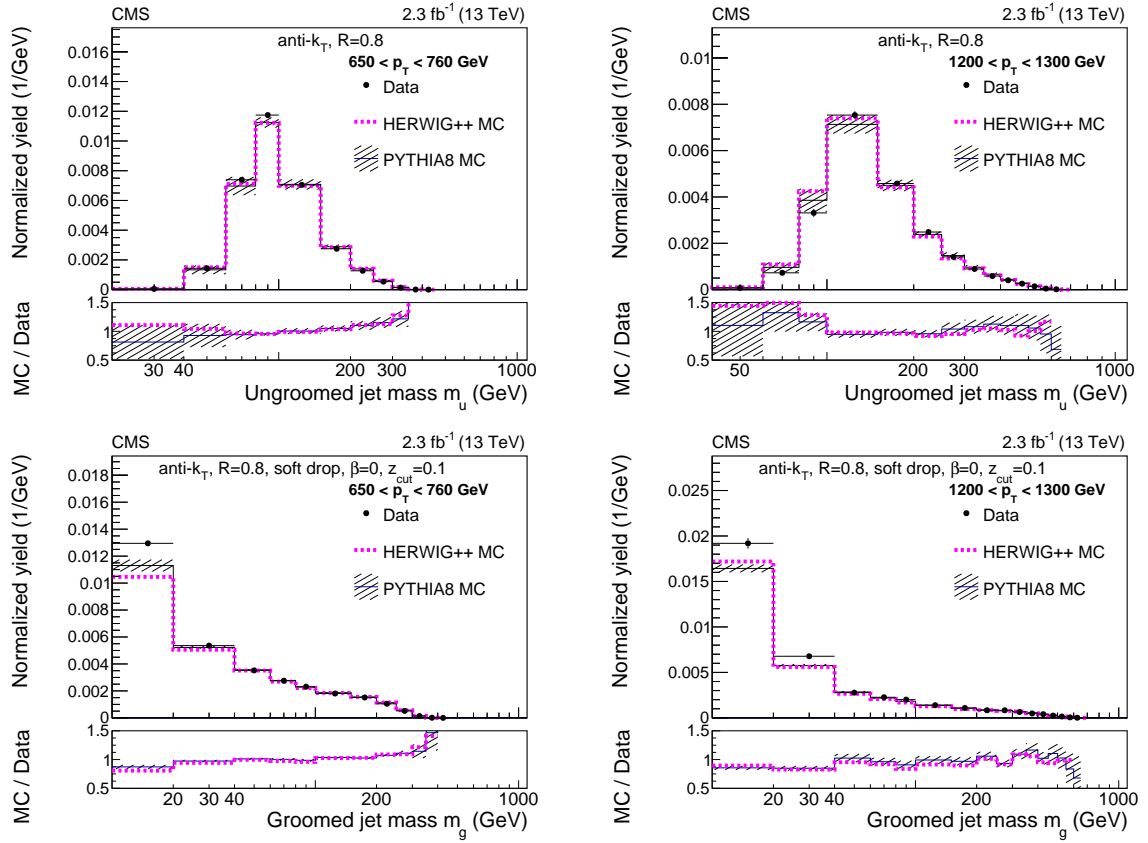 CMS 2.3 fb⁻¹ (13 TeV)
anti-k_T, R=0.8
650 < p_T < 760 GeV
Data
HERWIG++ MC
PYTHIA8 MC
Normalized yield (1/GeV)
0.016
0.014
0.012
0.01
0.008
0.006
0.004
0.002
0
MC / Data
1.5
1
0.5
30 40 200 300 1000
Ungroomed jet mass m_u (GeV)
CMS 2.3 fb⁻¹ (13 TeV)
anti-k_T, R=0.8
1200 < p_T < 1300 GeV
Data
HERWIG++ MC
PYTHIA8 MC
Normalized yield (1/GeV)
0.01
0.008
0.006
0.004
0.002
0
MC / Data
1.5
1
0.5
50 200 300 1000
Ungroomed jet mass m_u (GeV)
CMS 2.3 fb⁻¹ (13 TeV)
anti-k_T, R=0.8, soft drop, β=0, z_cut=0.1
650 < p_T < 760 GeV
Data
HERWIG++ MC
PYTHIA8 MC
Normalized yield (1/GeV)
0.018
0.016
0.014
0.012
0.01
0.008
0.006
0.004
0.002
0
MC / Data
1.5
1
0.5
20 30 40 200 1000
Groomed jet mass m_g (GeV)
CMS 2.3 fb⁻¹ (13 TeV)
anti-k_T, R=0.8, soft drop, β=0, z_cut=0.1
1200 < p_T < 1300 GeV
Data
HERWIG++ MC
PYTHIA8 MC
Normalized yield (1/GeV)
0.025
0.02
0.015
0.01
0.005
0
MC / Data
1.5
1
0.5
20 30 40 200 1000
Groomed jet mass m_g (GeV)